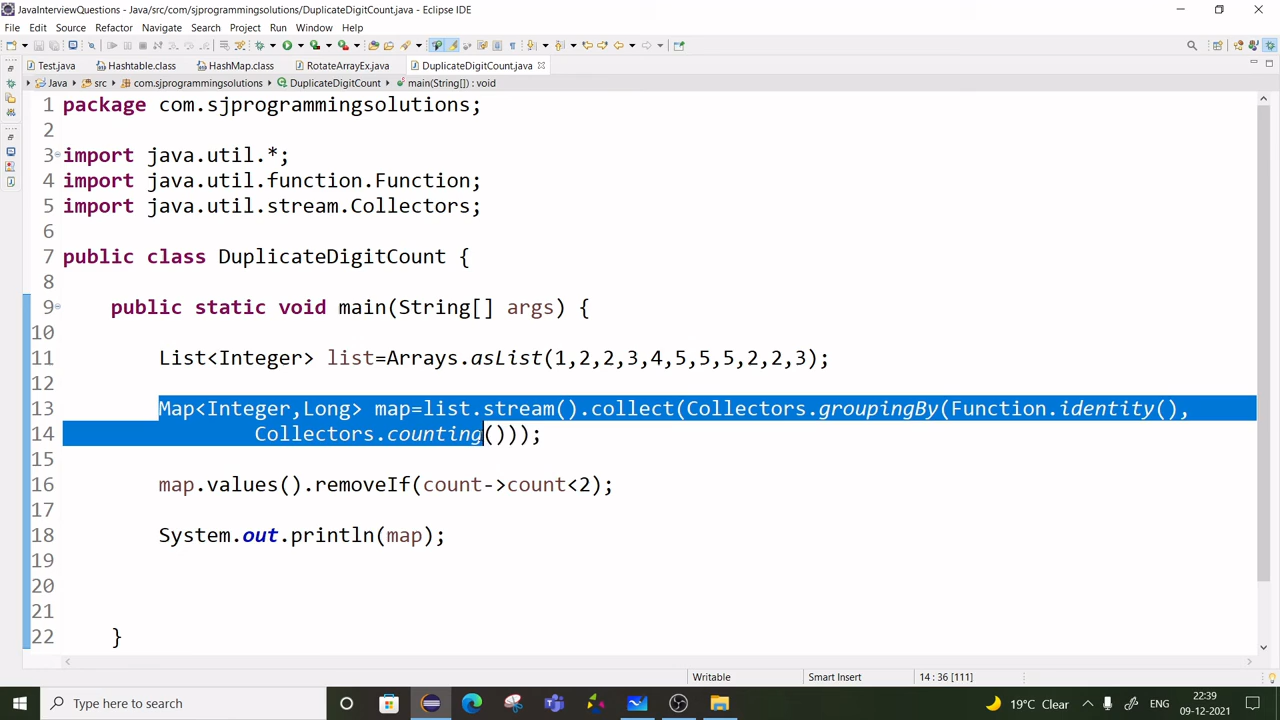 JavaInterviewQuestions - Java/src/com/sjprogrammingsolutions/DuplicateDigitCount.java - Eclipse IDE
File Edit Source Refactor Navigate Search Project Run Window Help
Test.java Hashtable.class HashMap.class RotateArrayEx.java DuplicateDigitCount.java
Java src com.sjprogrammingsolutions DuplicateDigitCount main(String[]) : void
1 package com.sjprogrammingsolutions;
2
3 import java.util.*;
4 import java.util.function.Function;
5 import java.util.stream.Collectors;
6
7 public class DuplicateDigitCount {
8
9 public static void main(String[] args) {
10
11 List<Integer> list=Arrays.asList(1,2,2,3,4,5,5,5,2,2,3);
12
13 Map<Integer,Long> map=list.stream().collect(Collectors.groupingBy(Function.identity(),
14 Collectors.counting()));
15
16 map.values().removeIf(count->count<2);
17
18 System.out.println(map);
19
20
21
22 }
Writable Smart Insert 14 : 36 [111]
Type here to search 19°C Clear ENG 22:39
09-12-2021